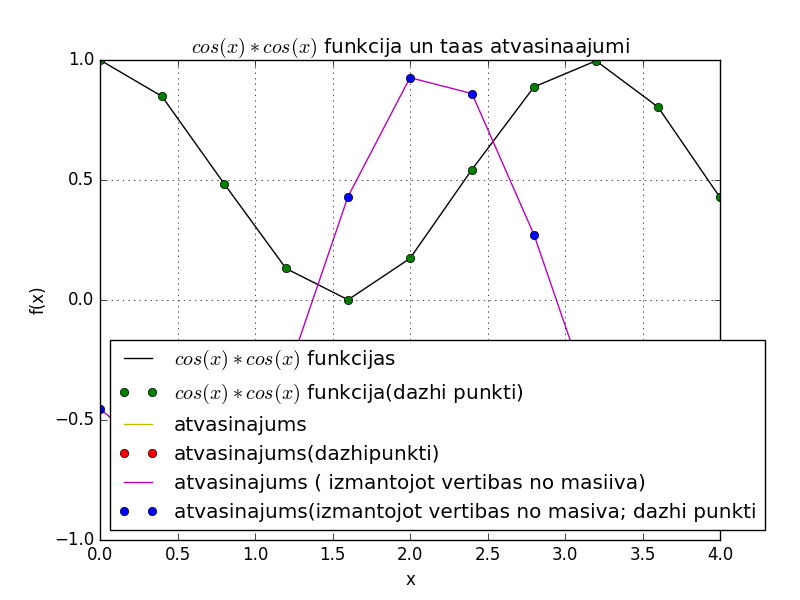 cos(x) * cos(x) funkcija un taas atvasinaajumi
1.0
0.5
0.0
−0.5
−1.0
f(x)
cos(x) * cos(x) funkcijas
cos(x) * cos(x) funkcija(dazhi punkti)
atvasinajums
atvasinajums(dazhipunkti)
atvasinajums ( izmantojot vertibas no masiiva)
atvasinajums(izmantojot vertibas no masiva; dazhi punkti
0.0 0.5 1.0 1.5 2.0 2.5 3.0 3.5 4.0
x